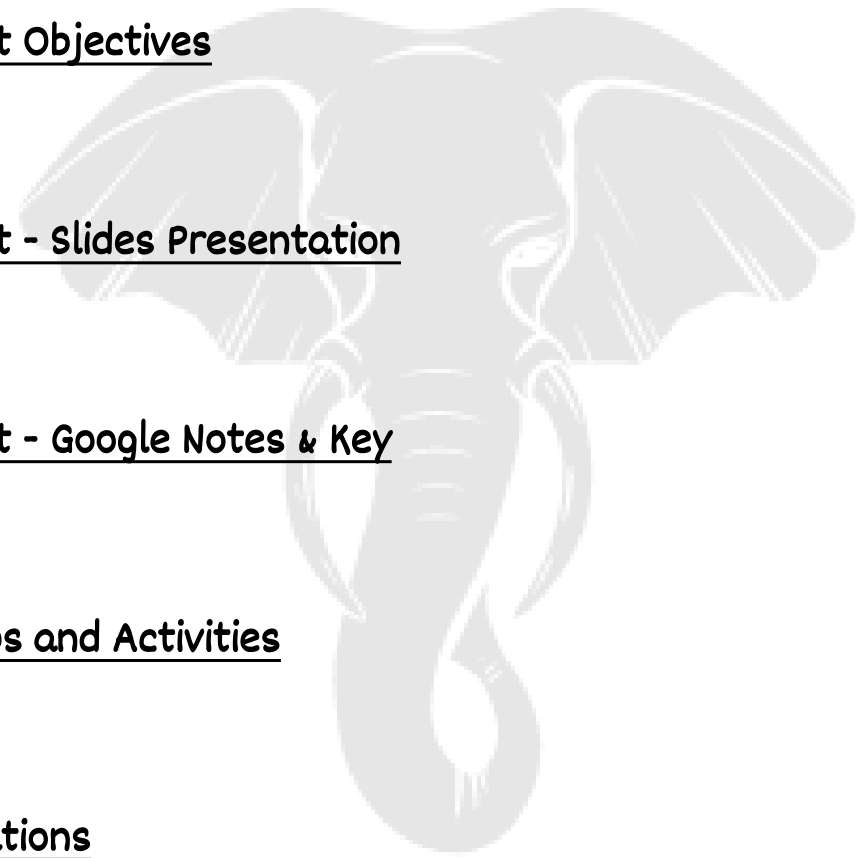 t Objectives
t - Slides Presentation
t - Google Notes & Key
s and Activities
tions